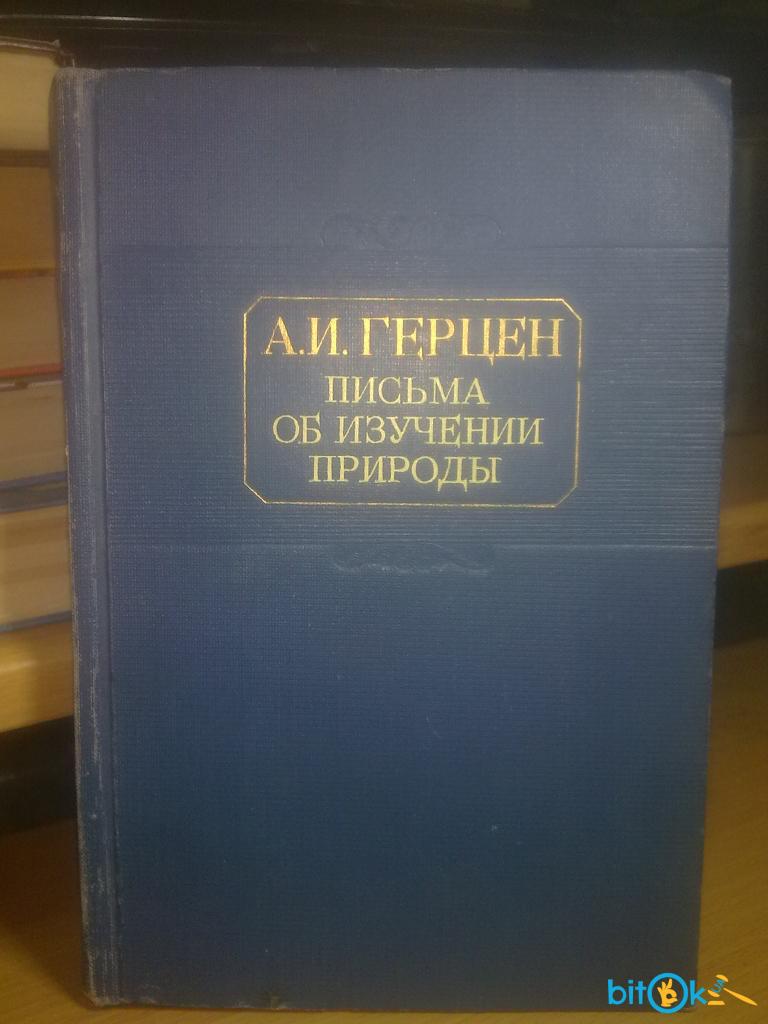 А.И. ГЕРЦЕН
ПИСЬМА
ОБ ИЗУЧЕНИИ
ПРИРОДЫ
bitOk